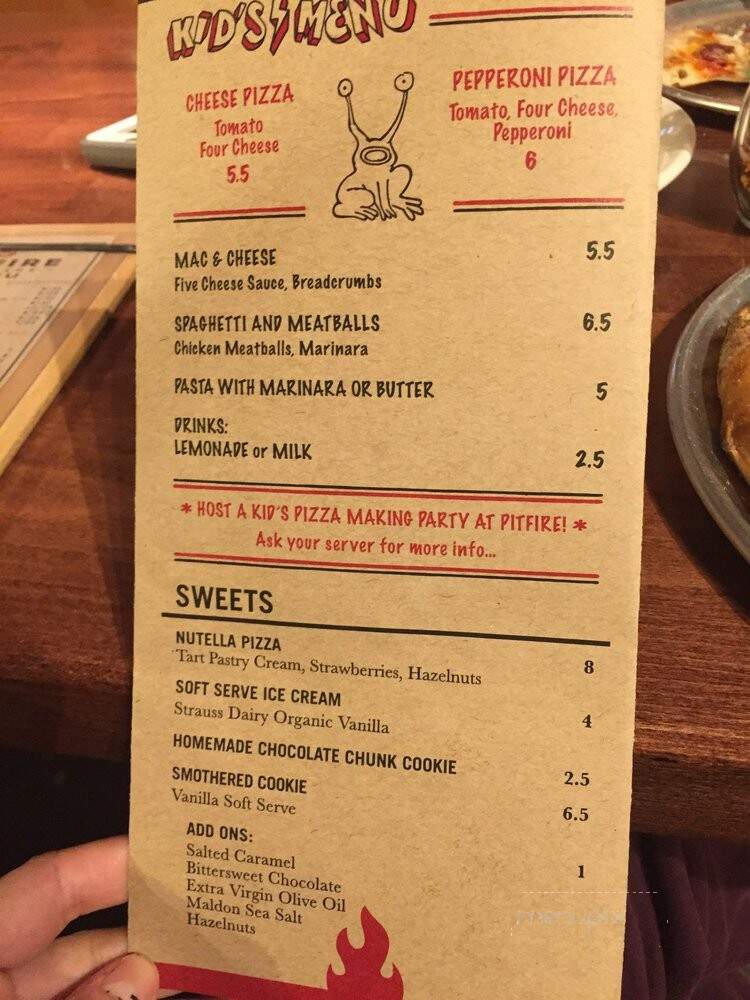 KID'S MENU
CHEESE PIZZA
Tomato
Four Cheese
5.5
PEPPERONI PIZZA
Tomato, Four Cheese,
Pepperoni
6
MAC & CHEESE 5.5
Five Cheese Sauce, Breadcrumbs
SPAGHETTI AND MEATBALLS 6.5
Chicken Meatballs, Marinara
PASTA WITH MARINARA OR BUTTER 5
DRINKS:
LEMONADE or MILK 2.5
* HOST A KID'S PIZZA MAKING PARTY AT PITFIRE! *
Ask your server for more info...
SWEETS
NUTELLA PIZZA
Tart Pastry Cream, Strawberries, Hazelnuts 8
SOFT SERVE ICE CREAM
Strauss Dairy Organic Vanilla 4
HOMEMADE CHOCOLATE CHUNK COOKIE 2.5
SMOTHERED COOKIE 6.5
Vanilla Soft Serve
ADD ONS:
Salted Caramel 1
Bittersweet Chocolate
Extra Virgin Olive Oil
Maldon Sea Salt
Hazelnuts